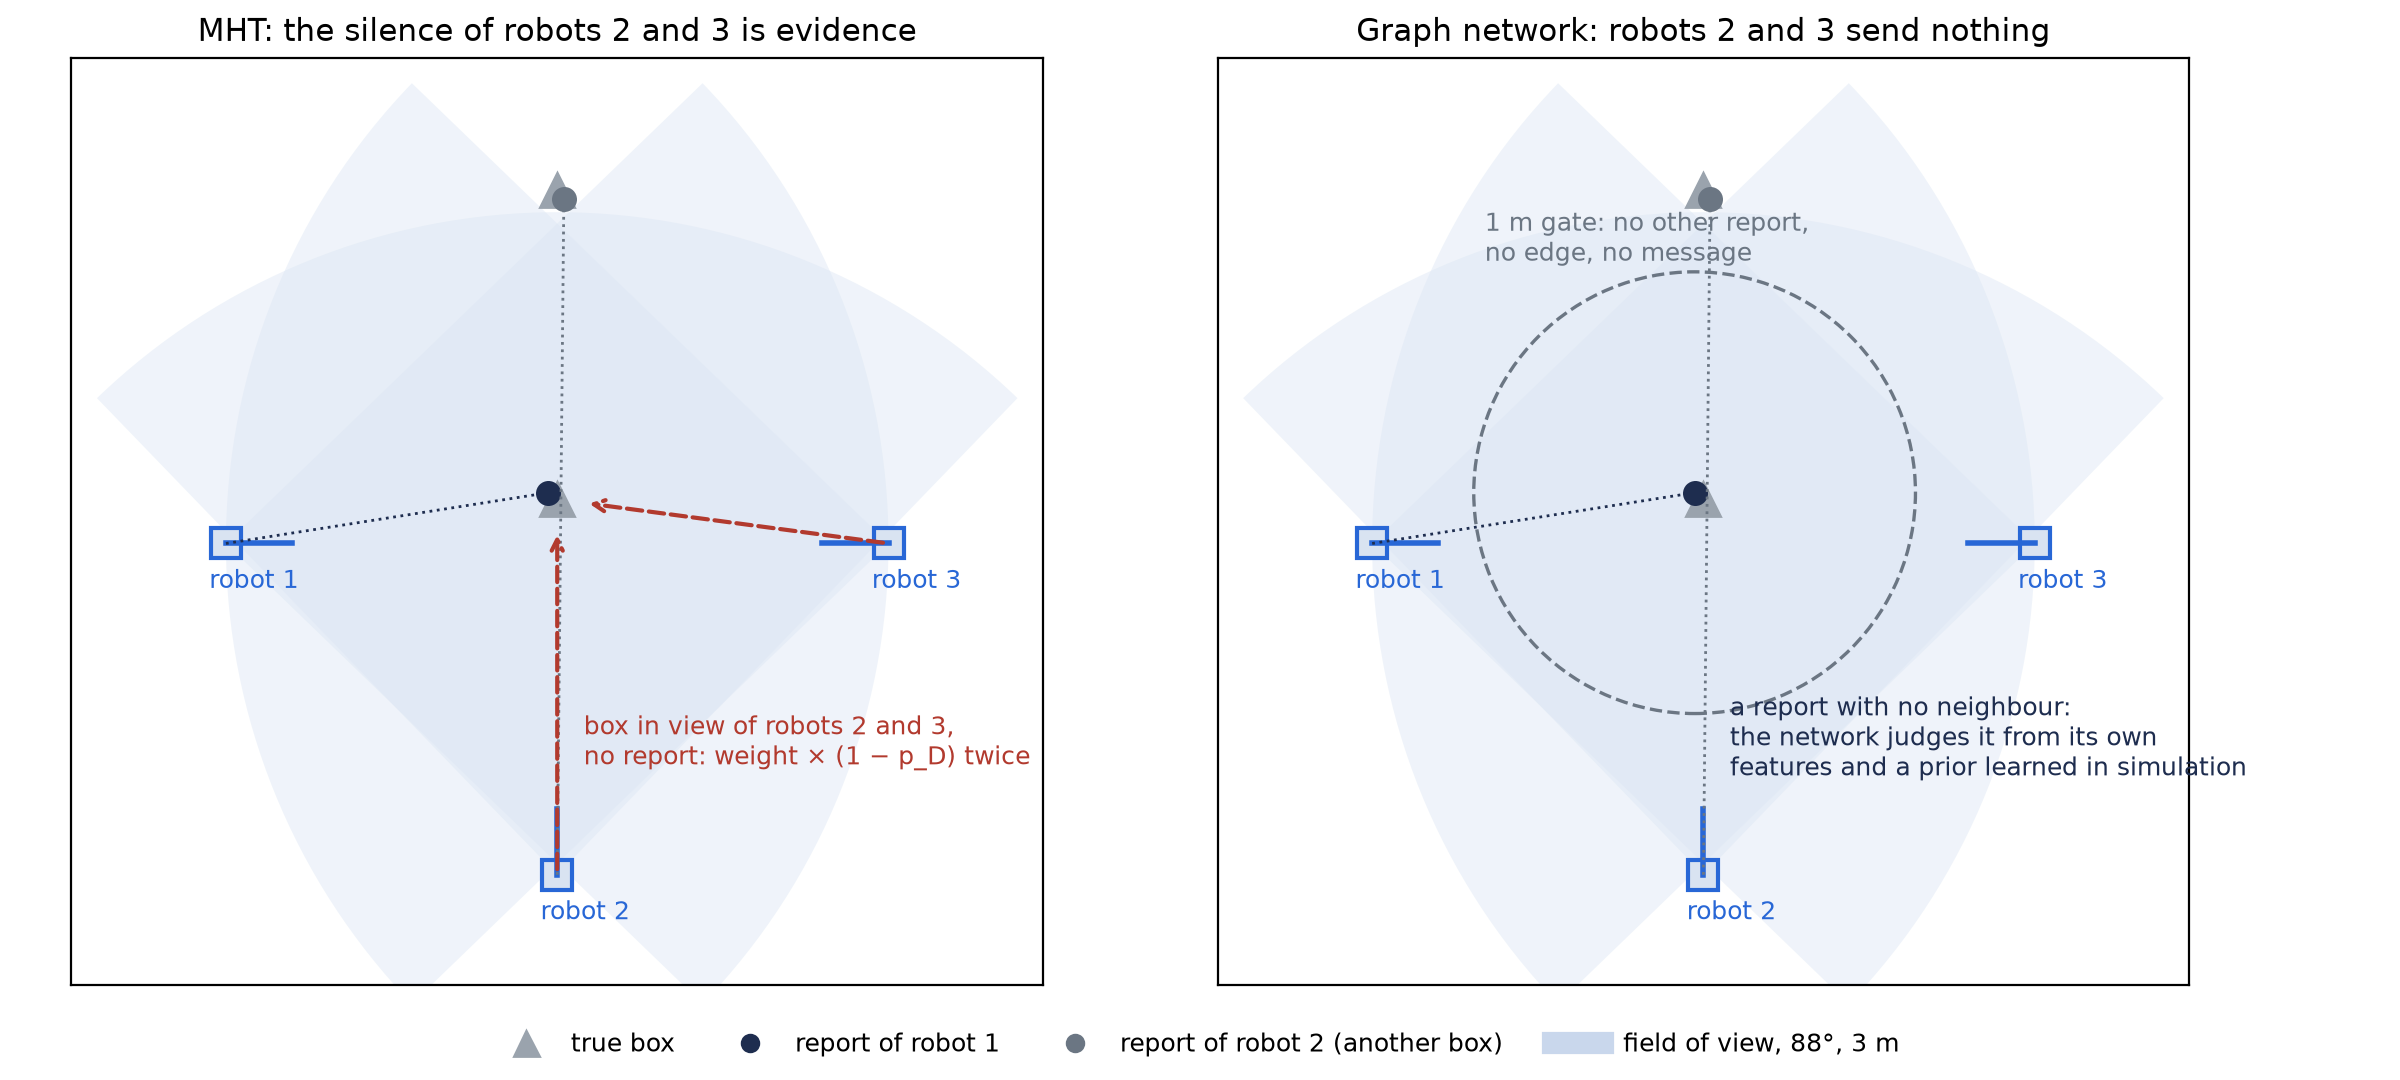 MHT: the silence of robots 2 and 3 is evidence
robot 1
robot 3
box in view of robots 2 and 3,
no report: weight × (1 − p_D) twice
robot 2
Graph network: robots 2 and 3 send nothing
1 m gate: no other report,
no edge, no message
robot 1
robot 3
a report with no neighbour:
the network judges it from its own
features and a prior learned in simulation
robot 2
true box
report of robot 1
report of robot 2 (another box)
field of view, 88°, 3 m